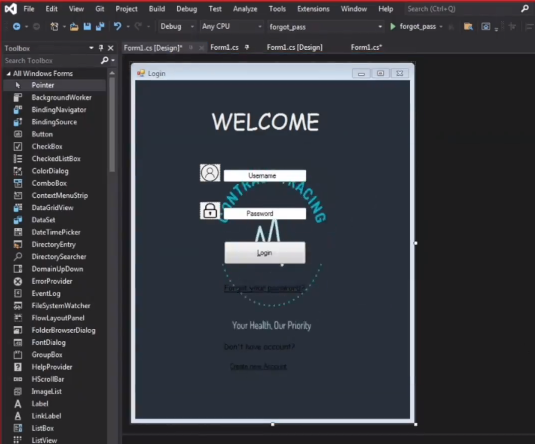 File Edit View Git Project Build Debug Test Analyze Tools Extensions Window Help Search (Ctrl+Q)
Debug Any CPU forgot_pass forgot_pass
Toolbox
Form1.cs [Design]* Form1.cs Form1.cs [Design] Form1.cs*
Search Toolbox
All Windows Forms
Pointer
BackgroundWorker
BindingNavigator
BindingSource
Button
CheckBox
CheckedListBox
ColorDialog
ComboBox
ContextMenuStrip
DataGridView
DataSet
DateTimePicker
DirectoryEntry
DirectorySearcher
DomainUpDown
ErrorProvider
EventLog
FileSystemWatcher
FlowLayoutPanel
FolderBrowserDialog
FontDialog
GroupBox
HelpProvider
HScrollBar
ImageList
Label
LinkLabel
ListBox
ListView
Login
WELCOME
Username
CONTRACT TRACING
Password
Login
Forgot your password?
Your Health, Our Priority
Don't have account?
Create new Account